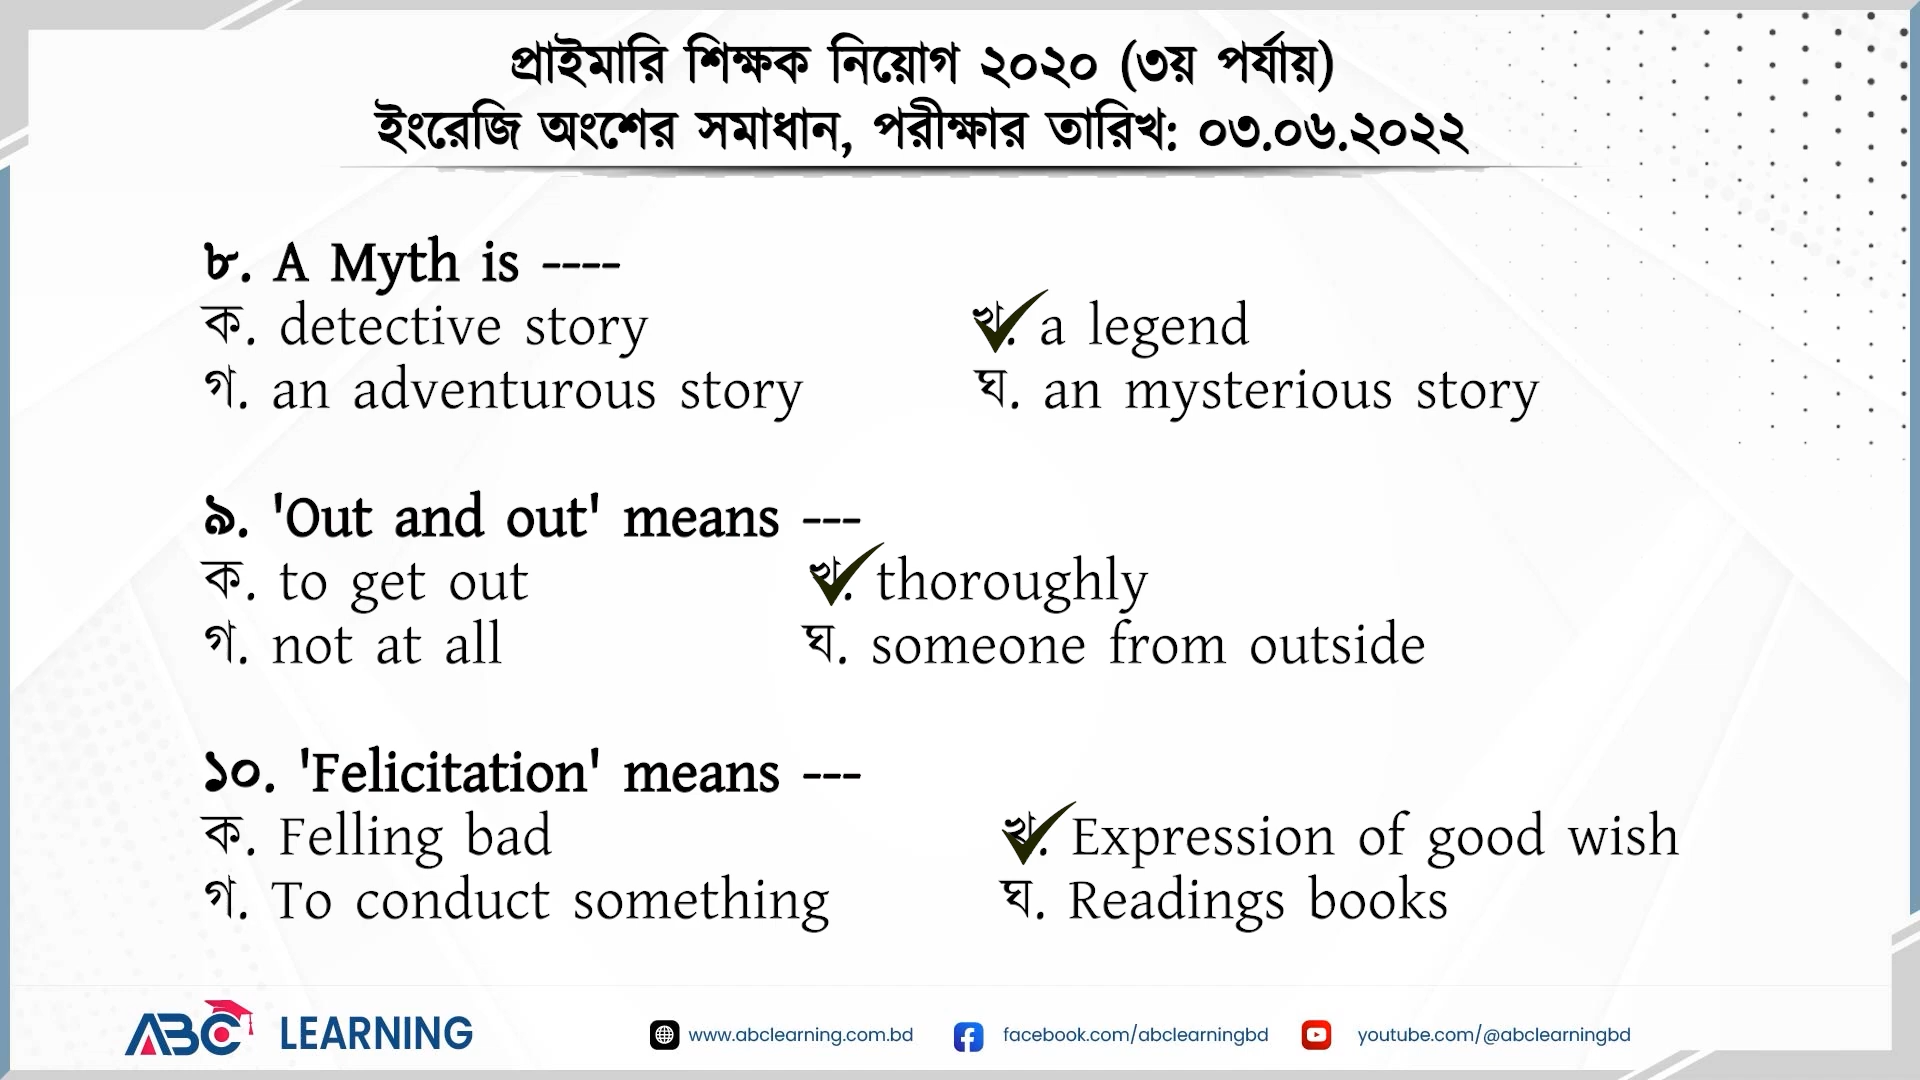 প্রাইমারি শিক্ষক নিয়োগ ২০২০ (৩য় পর্যায়)
ইংরেজি অংশের সমাধান, পরীক্ষার তারিখ: ০৩.০৬.২০২২
৮. A Myth is ----
ক. detective story খ. a legend
গ. an adventurous story ঘ. an mysterious story
৯. 'Out and out' means ---
ক. to get out খ. thoroughly
গ. not at all ঘ. someone from outside
১০. 'Felicitation' means ---
ক. Felling bad খ. Expression of good wish
গ. To conduct something ঘ. Readings books
ABC LEARNING www.abclearning.com.bd facebook.com/abclearningbd youtube.com/@abclearningbd